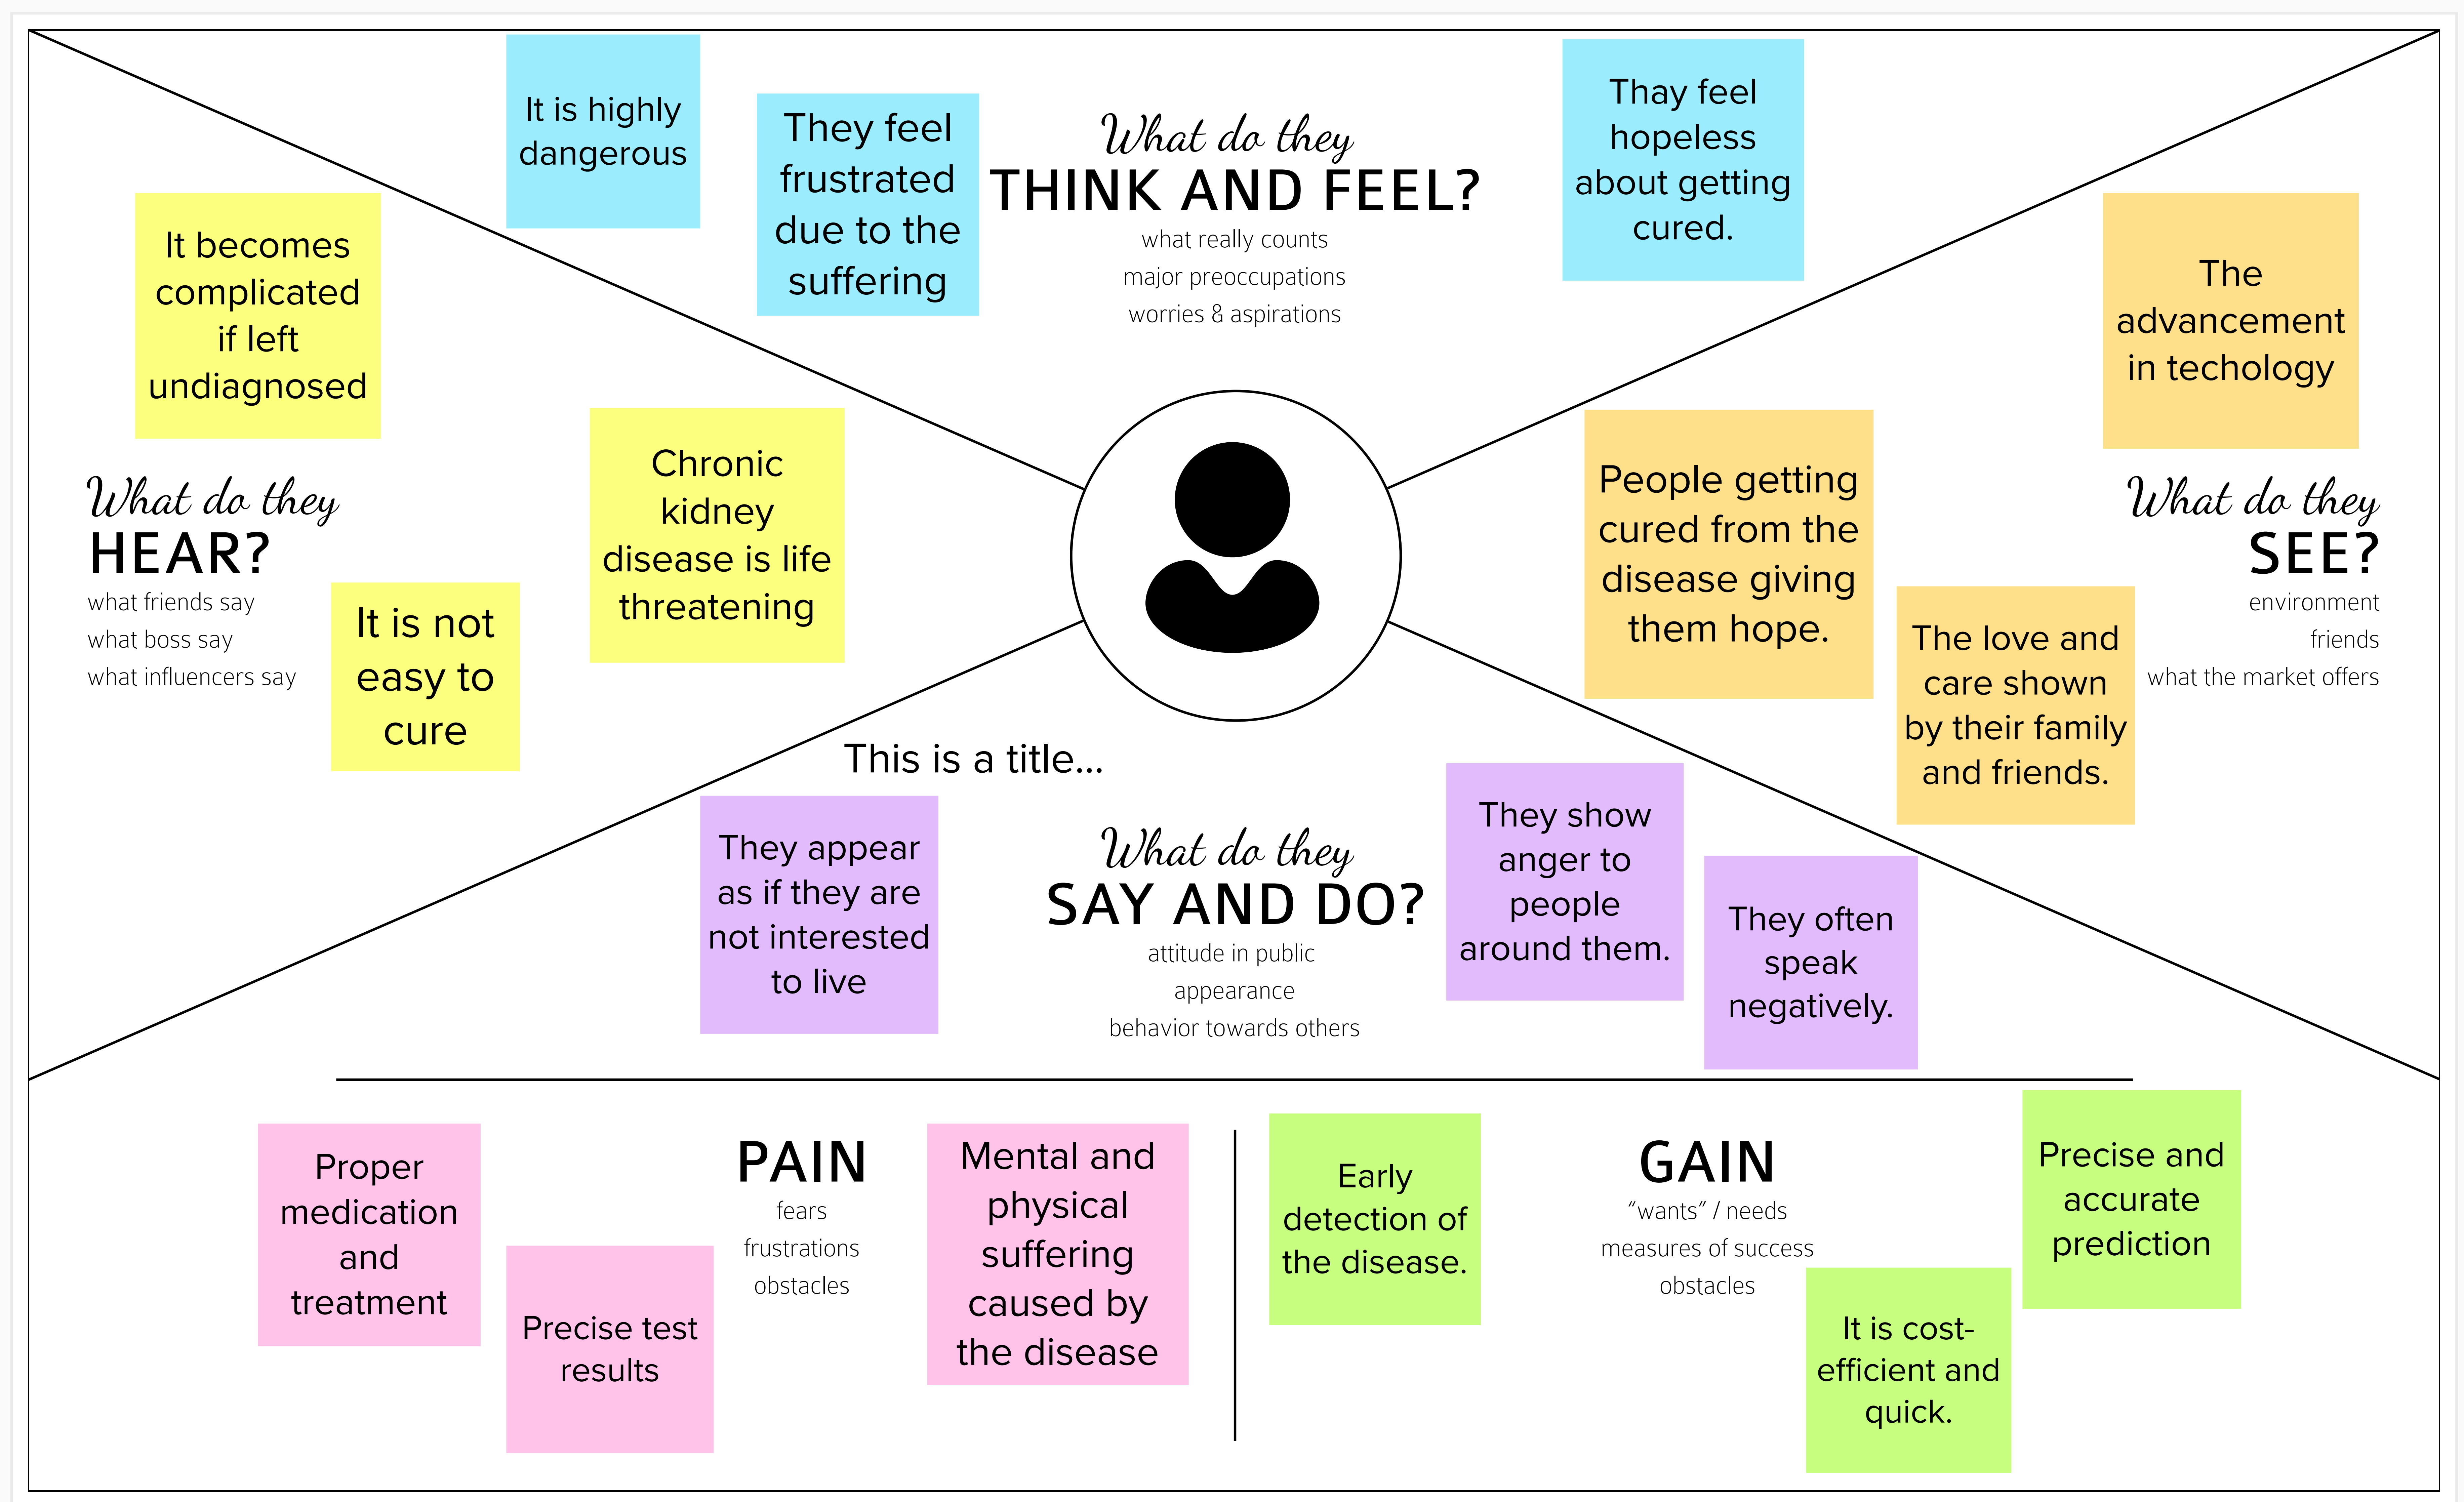 It is highly
dangerous
They feel
frustrated
due to the
suffering
What do they
THINK AND FEEL?
what really counts
major preoccupations
worries & aspirations
Thay feel
hopeless
about getting
cured.
It becomes
complicated
if left
undiagnosed
Chronic
kidney
disease is life
threatening
What do they
HEAR?
what friends say
what boss say
what influencers say
It is not
easy to
cure
The
advancement
in techology
People getting
cured from the
disease giving
them hope.
What do they
SEE?
environment
friends
what the market offers
The love and
care shown
by their family
and friends.
This is a title...
They appear
as if they are
not interested
to live
What do they
SAY AND DO?
attitude in public
appearance
behavior towards others
They show
anger to
people
around them.
They often
speak
negatively.
Proper
medication
and
treatment
Precise test
results
PAIN
fears
frustrations
obstacles
Mental and
physical
suffering
caused by
the disease
Early
detection of
the disease.
GAIN
“wants” / needs
measures of success
obstacles
It is cost-
efficient and
quick.
Precise and
accurate
prediction